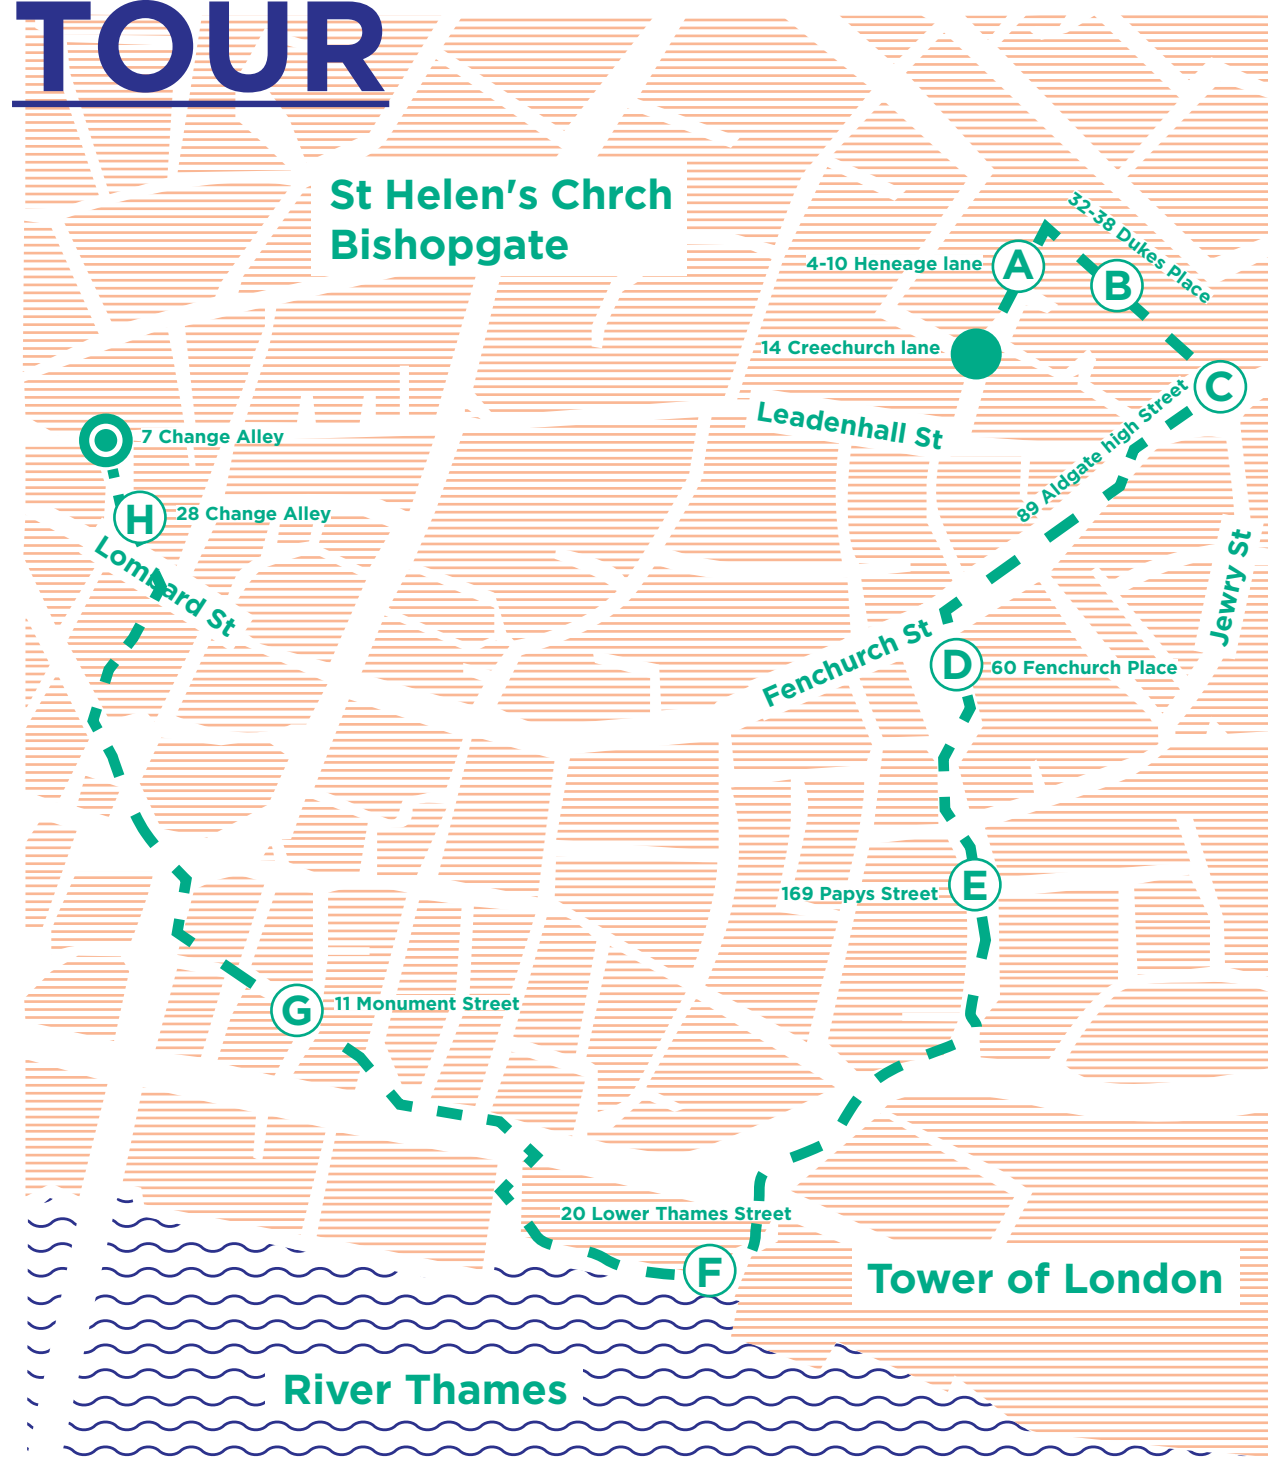 TOUR
St Helen's Chrch
Bishopgate
32-38 Dukes Place
4-10 Heneage lane
A
B
14 Creechurch lane
C
Leadenhall St
7 Change Alley
89 Aldgate high Street
H
28 Change Alley
Lombard St
Jewry St
Fenchurch St
D
60 Fenchurch Place
169 Papys Street
E
G
11 Monument Street
20 Lower Thames Street
F
Tower of London
River Thames